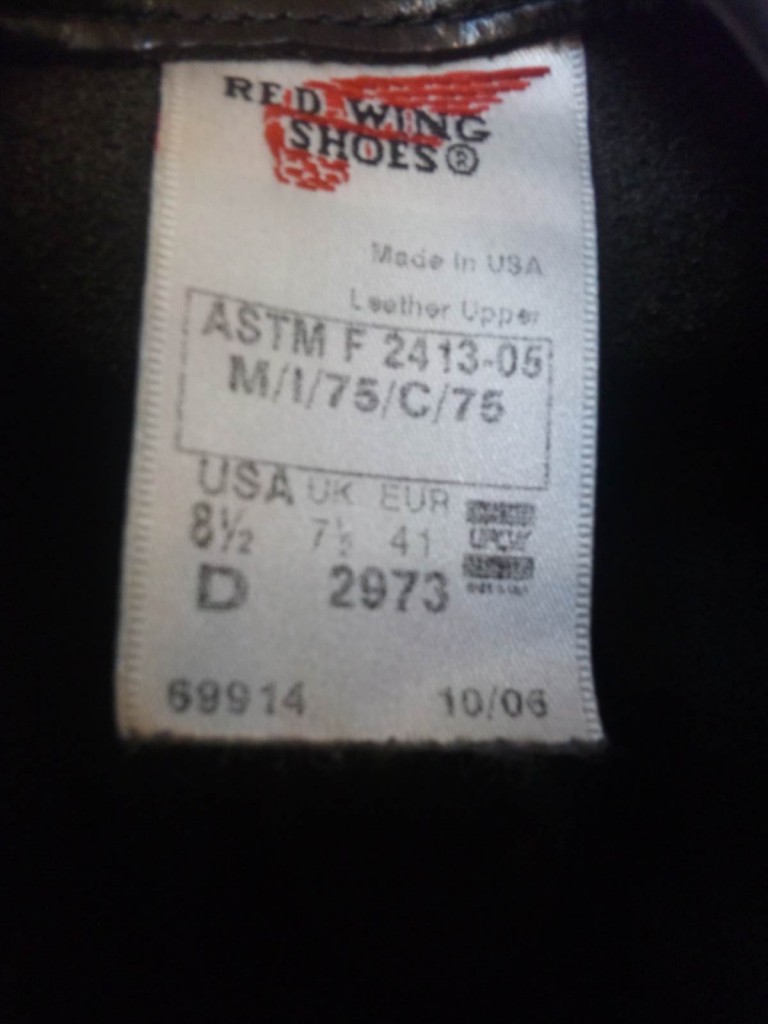 RED WING
SHOES®
Made In USA
Leather Upper
ASTM F 2413-05
M/I/75/C/75
USA UK EUR
8½ 7½ 41
D 2973
69914 10/06